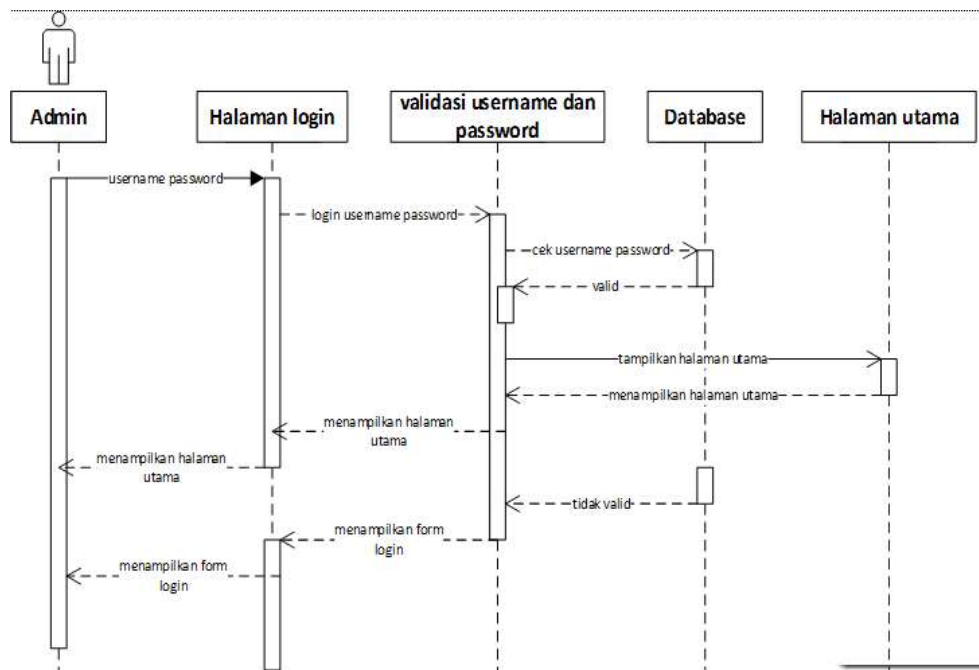 Admin
Halaman login
validasi username dan
password
Database
Halaman utama
username password
login username password
cek username password
valid
tampilkan halaman utama
menampilkan halaman utama
menampilkan halaman
utama
menampilkan halaman
utama
tidak valid
menampilkan form
login
menampilkan form
login